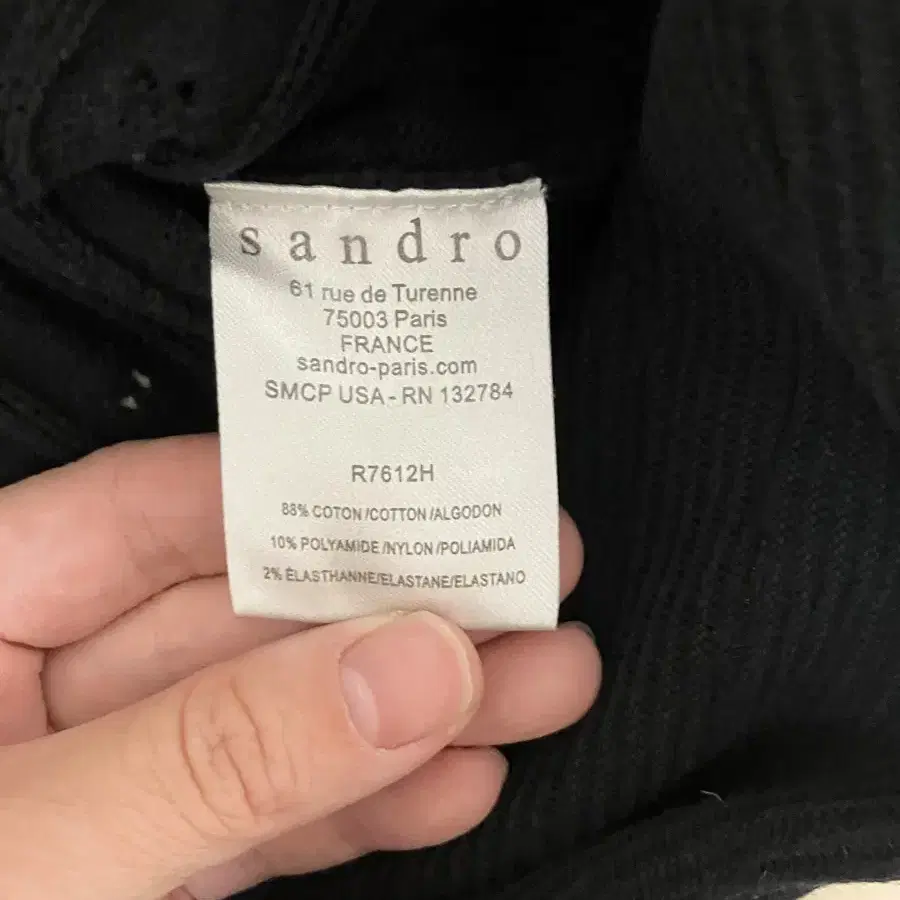 sandro
61 rue de Turenne
75003 Paris
FRANCE
sandro-paris.com
SMCP USA - RN 132784
R7612H
88% COTON/COTTON/ALGODON
10% POLYAMIDE/NYLON/POLIAMIDA
2% ÉLASTHANNE/ELASTANE/ELASTANO